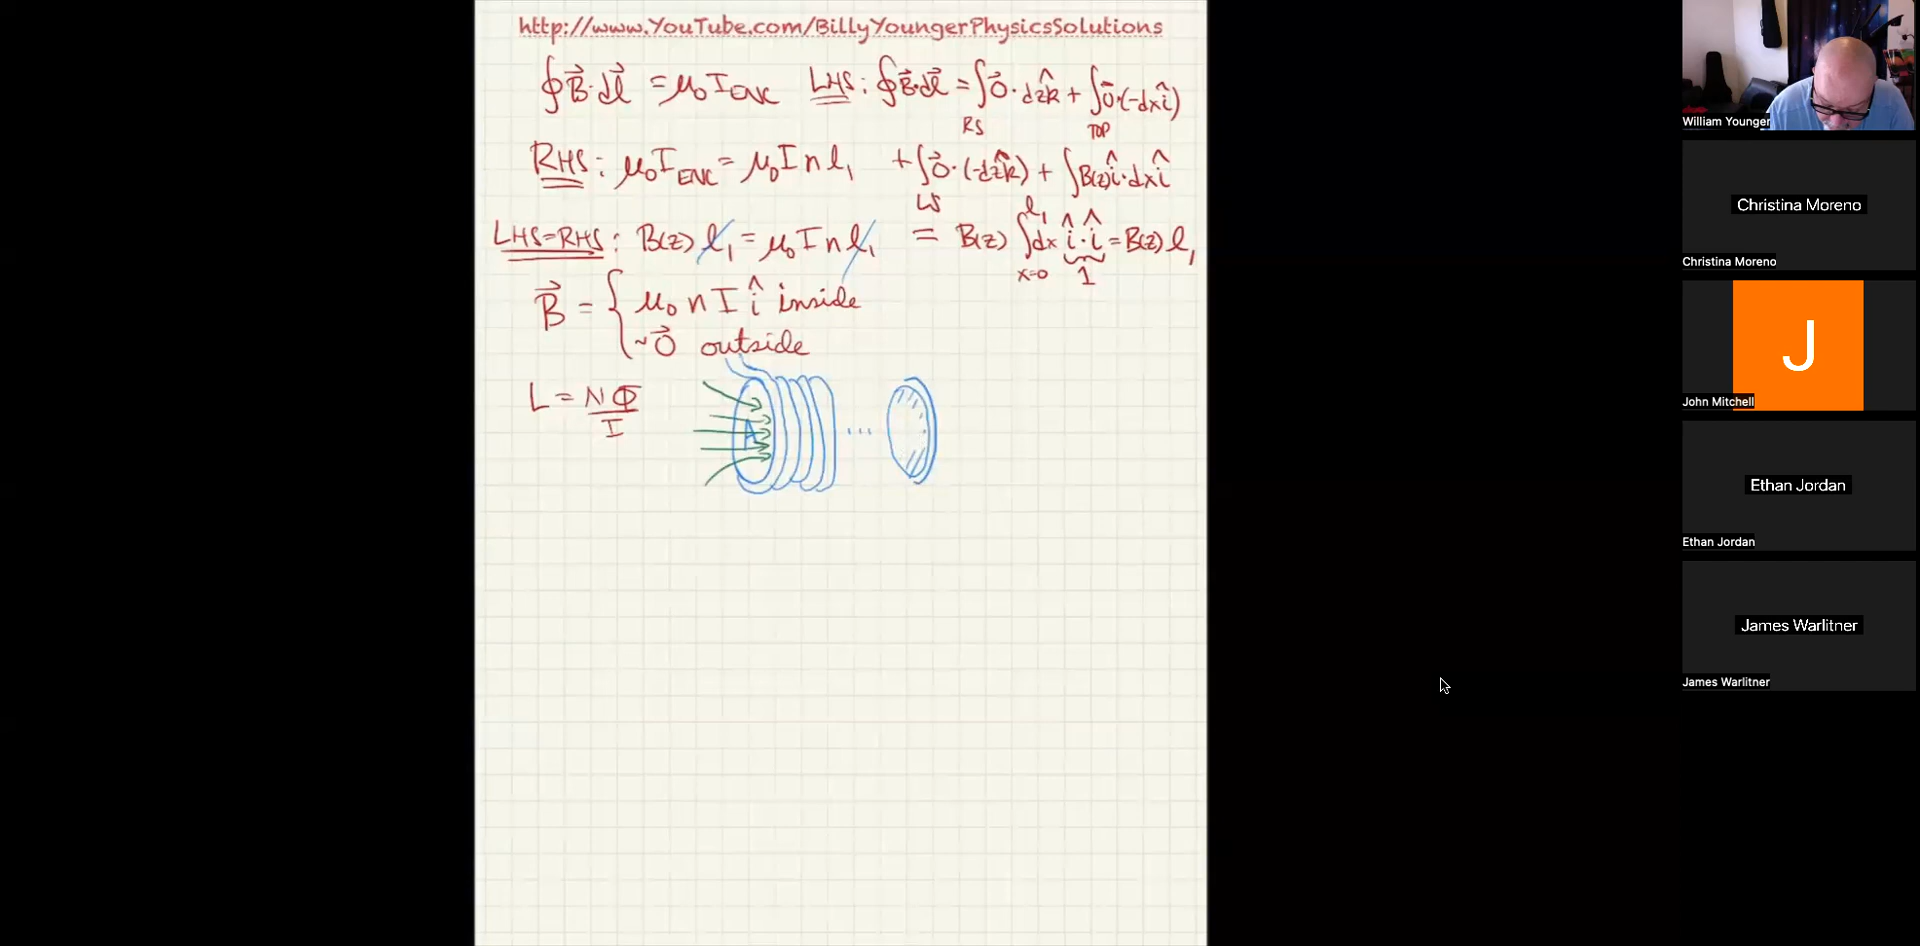 http://www.YouTube.com/BillyYoungerPhysicsSolutions
∮B⃗·dl⃗ = μ₀I_ENC LHS: ∮B⃗·dl⃗ = ∫0⃗·dzk̂ + ∫0⃗·(-dxî)
RS TOP
RHS: μ₀I_ENC = μ₀Inl₁ + ∫0⃗·(-dzk̂) + ∫B(z)î·dxî
LS
LHS=RHS: B(z)l₁ = μ₀Inl₁ = B(z) ∫_{x=0}^{l₁} dx î·î = B(z)l₁
1
B⃗ = { μ₀nIî inside
~0⃗ outside
L = NΦ/I
A
...
William Younger
Christina Moreno
Christina Moreno
J
John Mitchell
Ethan Jordan
Ethan Jordan
James Warlitner
James Warlitner